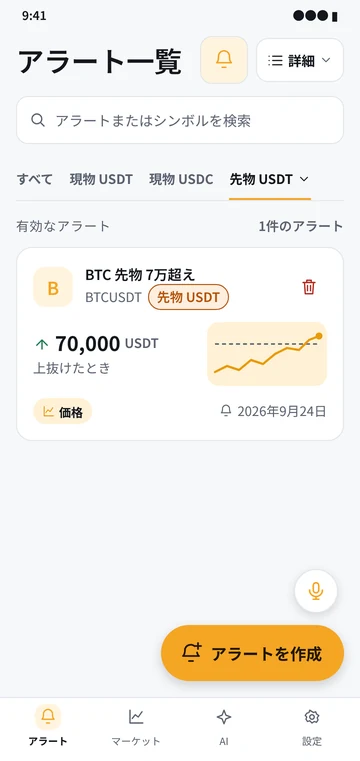 9:41
アラート一覧
詳細
アラートまたはシンボルを検索
すべて 現物 USDT 現物 USDC 先物 USDT
有効なアラート 1件のアラート
B
BTC 先物 7万超え
BTCUSDT 先物 USDT
70,000 USDT
上抜けたとき
価格 2026年9月24日
アラートを作成
アラート マーケット AI 設定